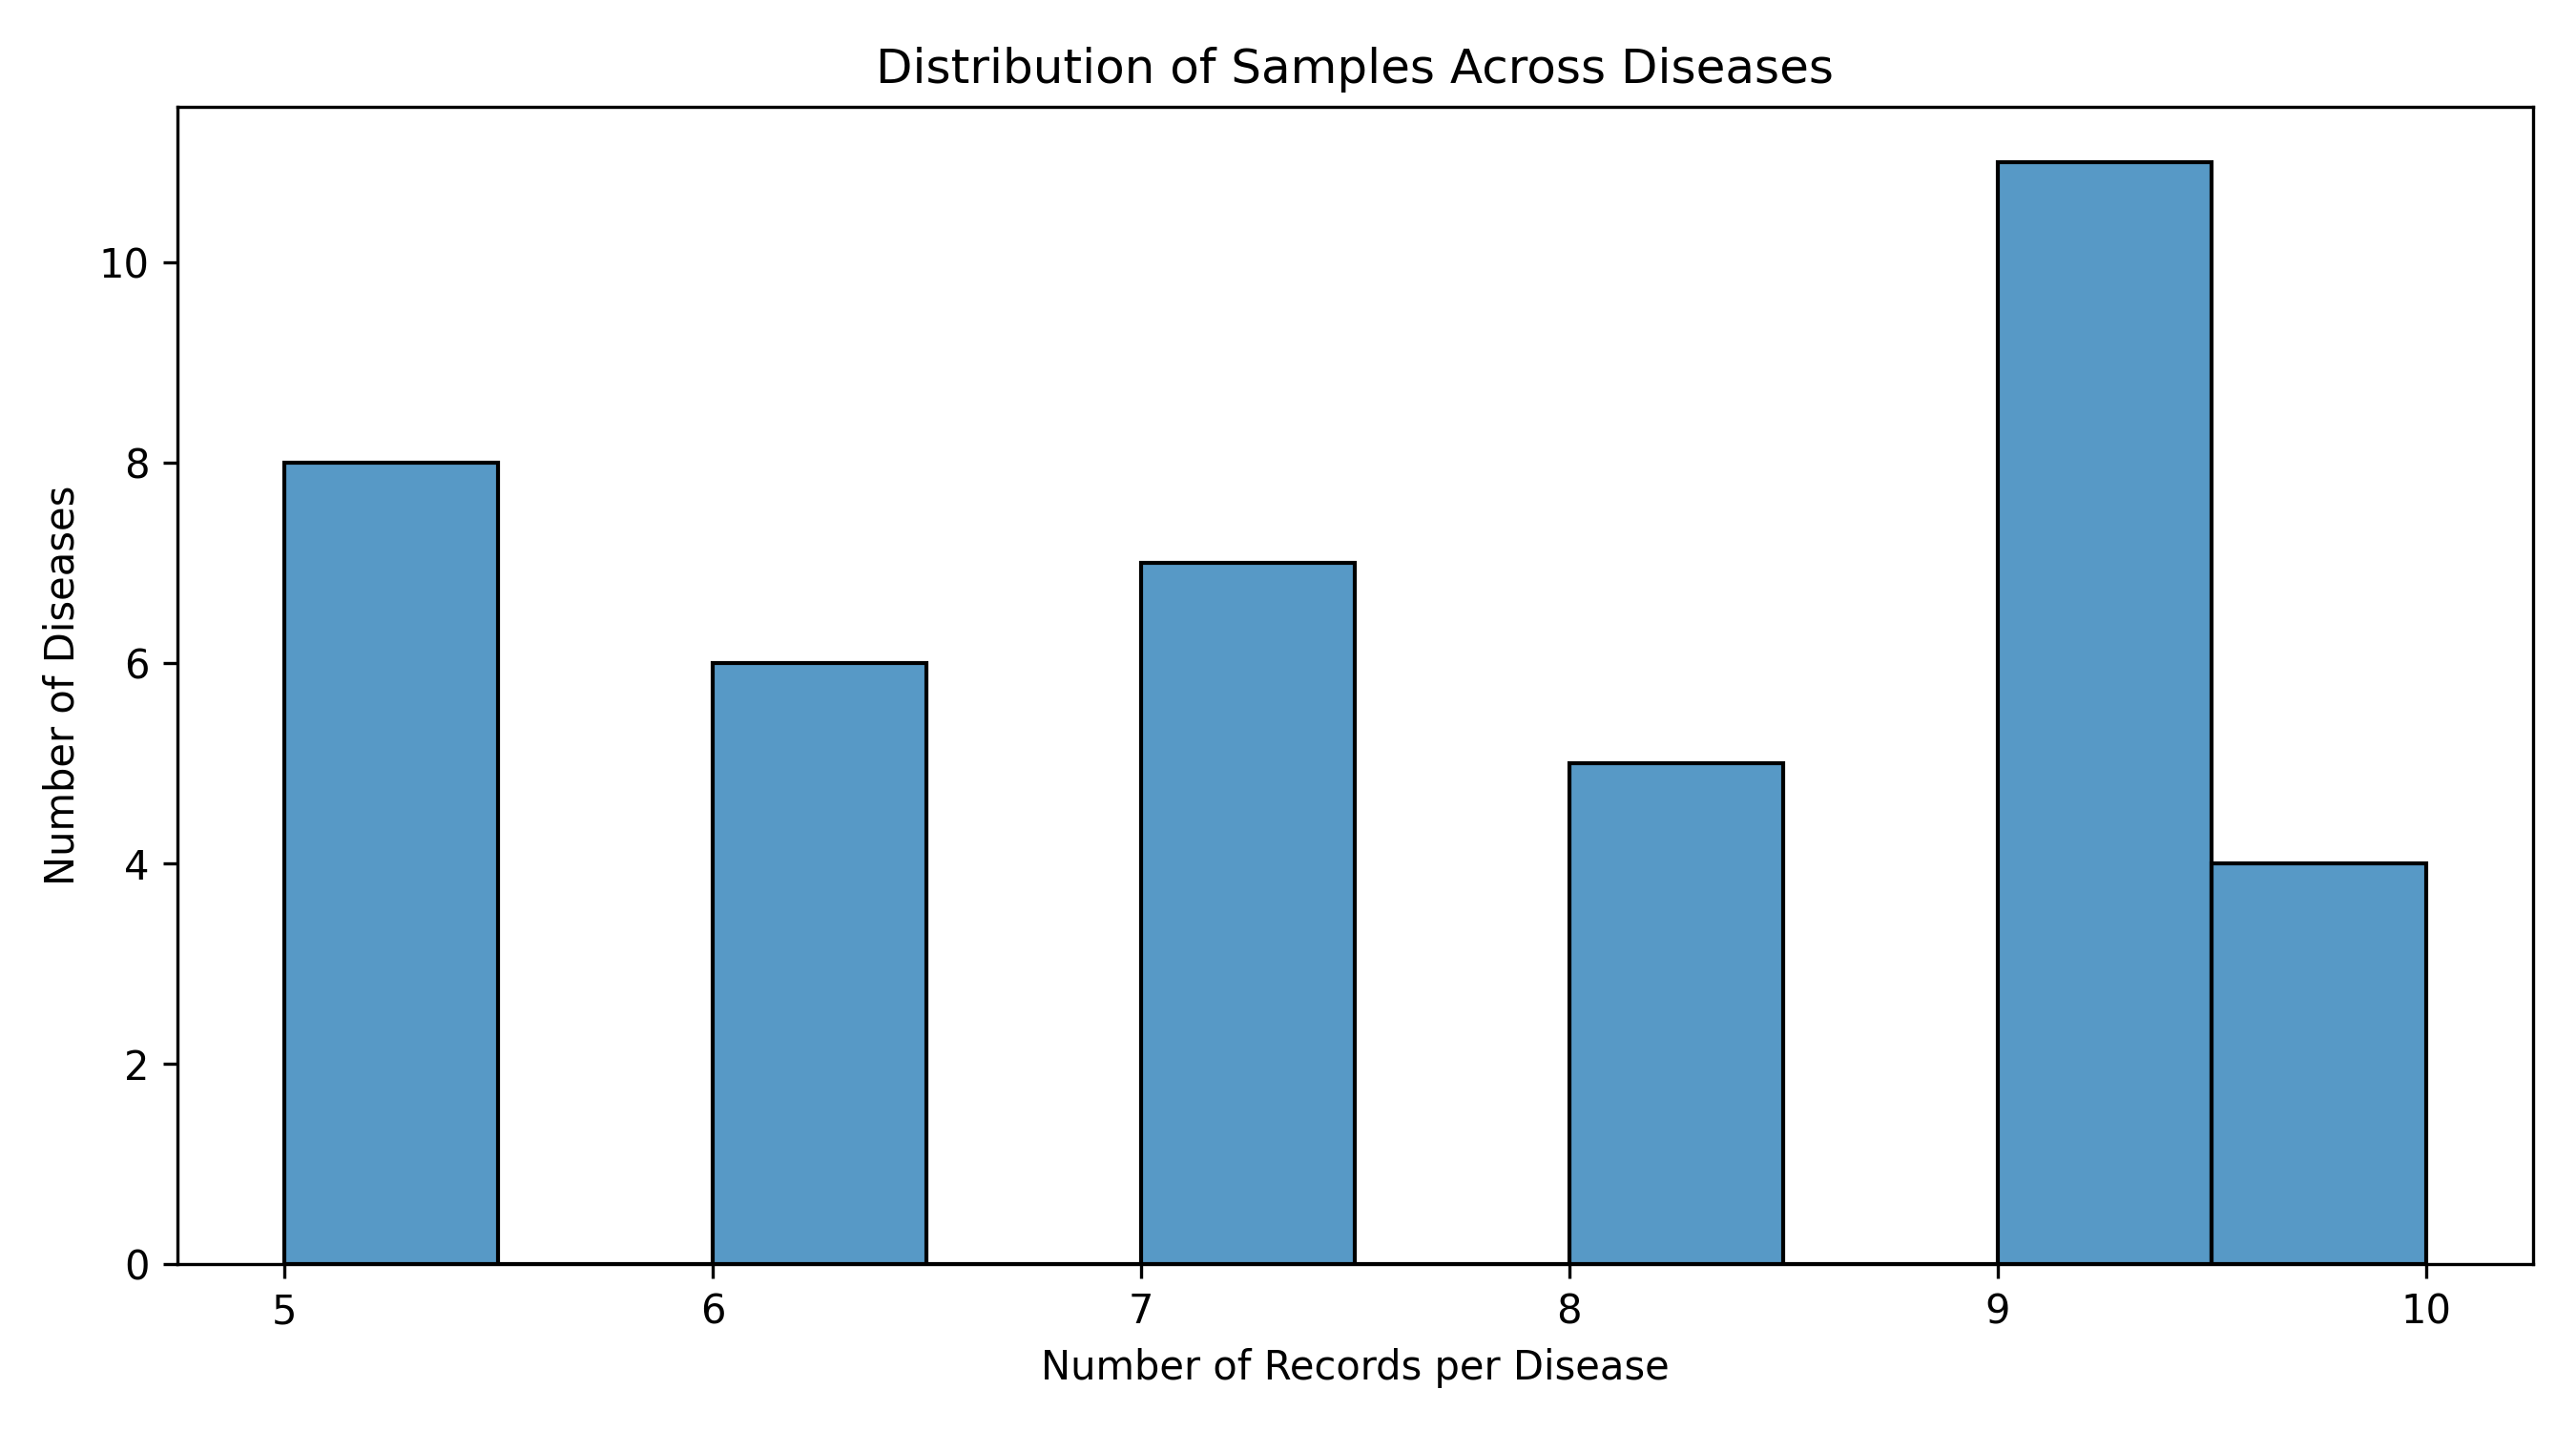 Distribution of Samples Across Diseases
Number of Diseases
10
8
6
4
2
0
5 6 7 8 9 10
Number of Records per Disease